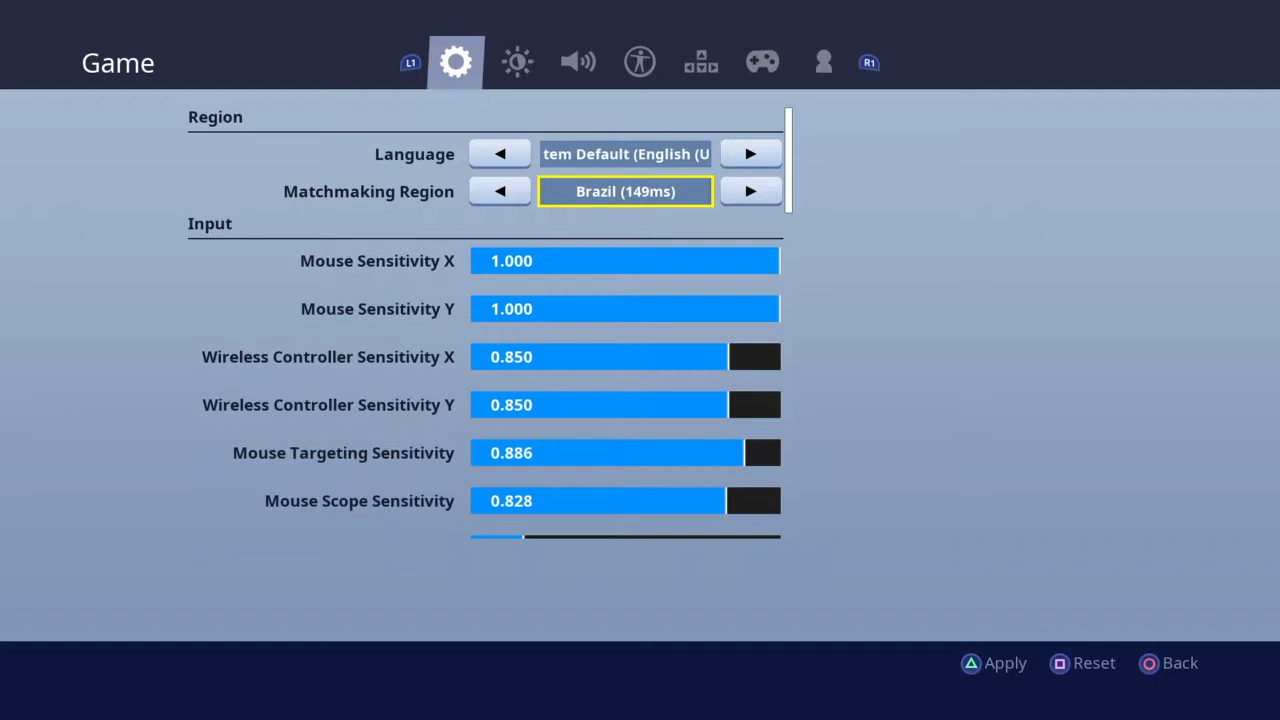 Game
L1
R1
Region
Language
tem Default (English (U
Matchmaking Region
Brazil (149ms)
Input
Mouse Sensitivity X
1.000
Mouse Sensitivity Y
1.000
Wireless Controller Sensitivity X
0.850
Wireless Controller Sensitivity Y
0.850
Mouse Targeting Sensitivity
0.886
Mouse Scope Sensitivity
0.828
Apply
Reset
Back